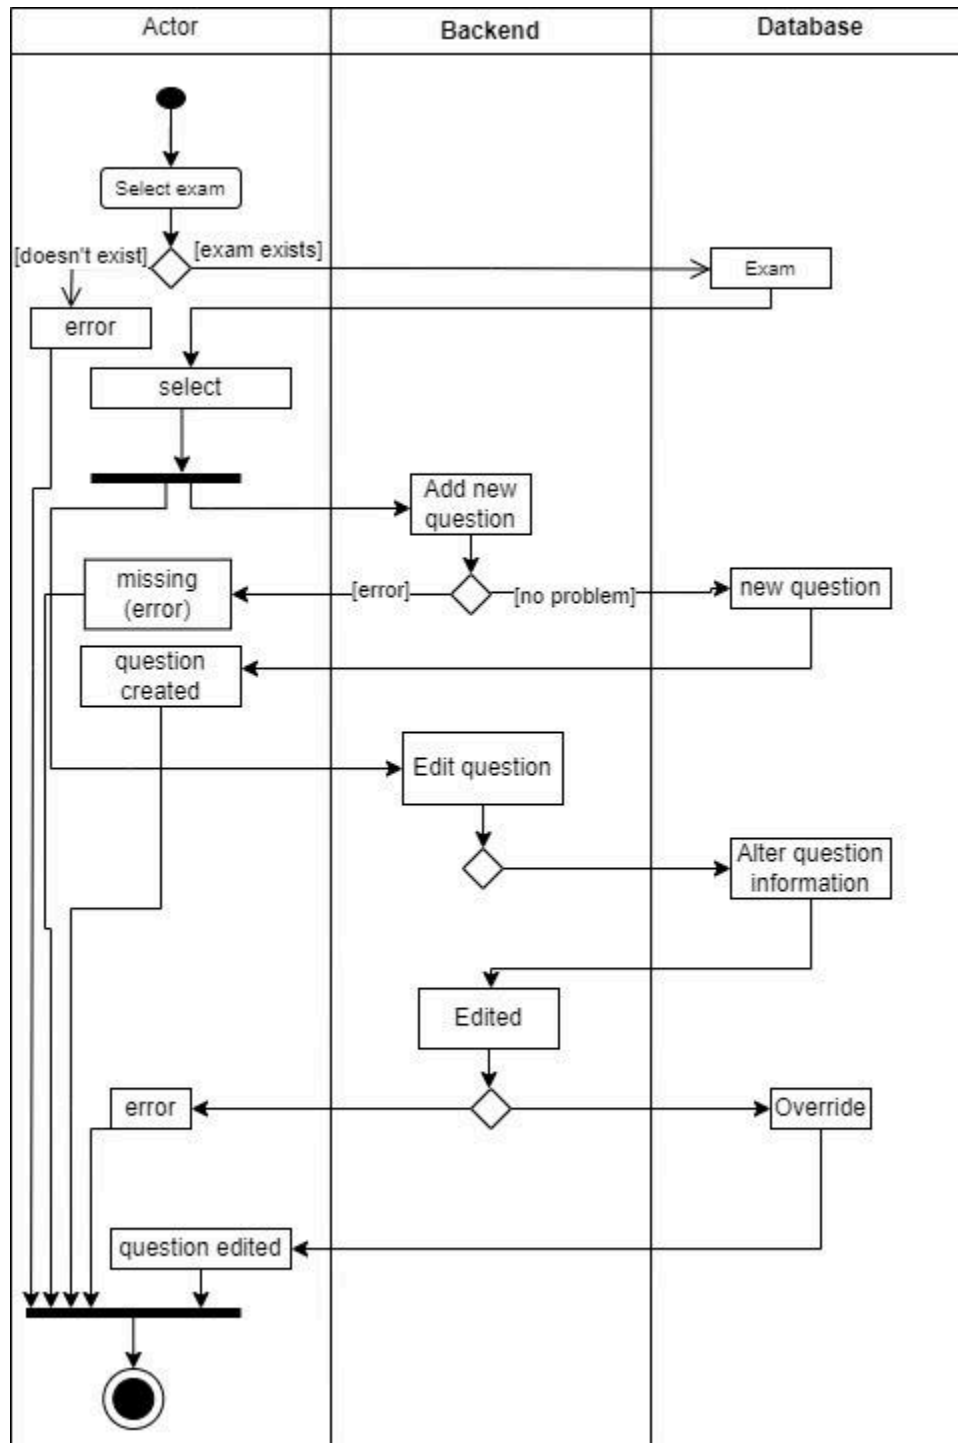 Actor
Backend
Database
Select exam
[doesn't exist]
[exam exists]
Exam
error
select
Add new
question
missing
(error)
[error]
[no problem]
new question
question
created
Edit question
Alter question
information
Edited
error
Override
question edited